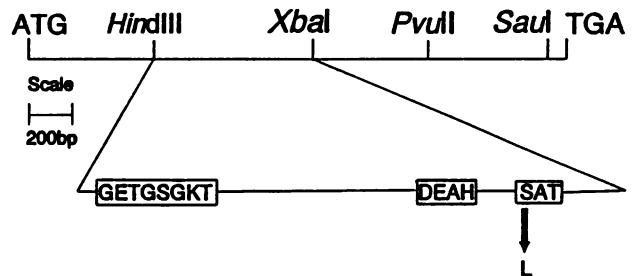 ATG HindIII XbaI PvuII SauI TGA
Scale
200bp
GETGSGKT DEAH SAT
L